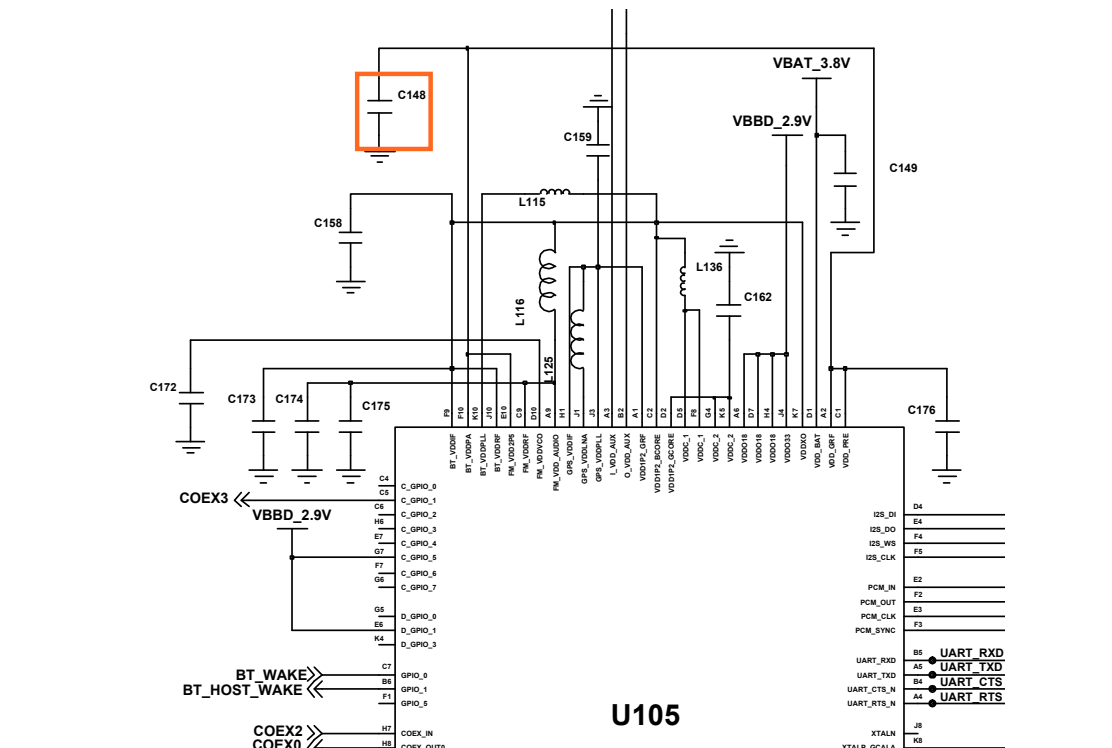 VBAT_3.8V
C148
VBBD_2.9V
C159
C149
L115
C158
L136
C162
L116
L125
C172
C173
C174
C175
C176
F9
F10
K10
J10
E10
C9
D10
A9
H1
J1
J3
A3
B2
A1
C2
D2
D5
F8
G4
K5
A6
D7
H4
J4
K7
D1
A2
C1
BT_VDDIF
BT_VDDPA
BT_VDDPLL
BT_VDDRF
FM_VDD2P5
FM_VDDRF
FM_VDDVCO
FM_VDD_AUDIO
GPS_VDDIF
GPS_VDDLNA
GPS_VDDPLL
I_VDD_AUX
O_VDD_AUX
VDD1P2_GRF
VDD1P2_BCORE
VDD1P2_GCORE
VDDC_1
VDDC_1
VDDC_2
VDDC_2
VDDO18
VDDO18
VDDO18
VDDO33
VDDXO
VDD_BAT
VDD_GRF
VDD_PRE
C4
C_GPIO_0
COEX3
C5
C_GPIO_1
VBBD_2.9V
C6
C_GPIO_2
H6
C_GPIO_3
E7
C_GPIO_4
G7
C_GPIO_5
F7
C_GPIO_6
G6
C_GPIO_7
G5
D_GPIO_0
E6
D_GPIO_1
K4
D_GPIO_3
BT_WAKE
C7
GPIO_0
BT_HOST_WAKE
B6
GPIO_1
F1
GPIO_5
COEX2
H7
COEX_IN
COEX0
H8
COEX_OUT0
U105
I2S_DI
D4
I2S_DO
E4
I2S_WS
F4
I2S_CLK
F5
PCM_IN
E2
PCM_OUT
F2
PCM_CLK
E3
PCM_SYNC
F3
UART_RXD
B5
UART_RXD
UART_TXD
A5
UART_TXD
UART_CTS_N
B4
UART_CTS
UART_RTS_N
A4
UART_RTS
XTALN
J8
XTALP_GCALA
K8